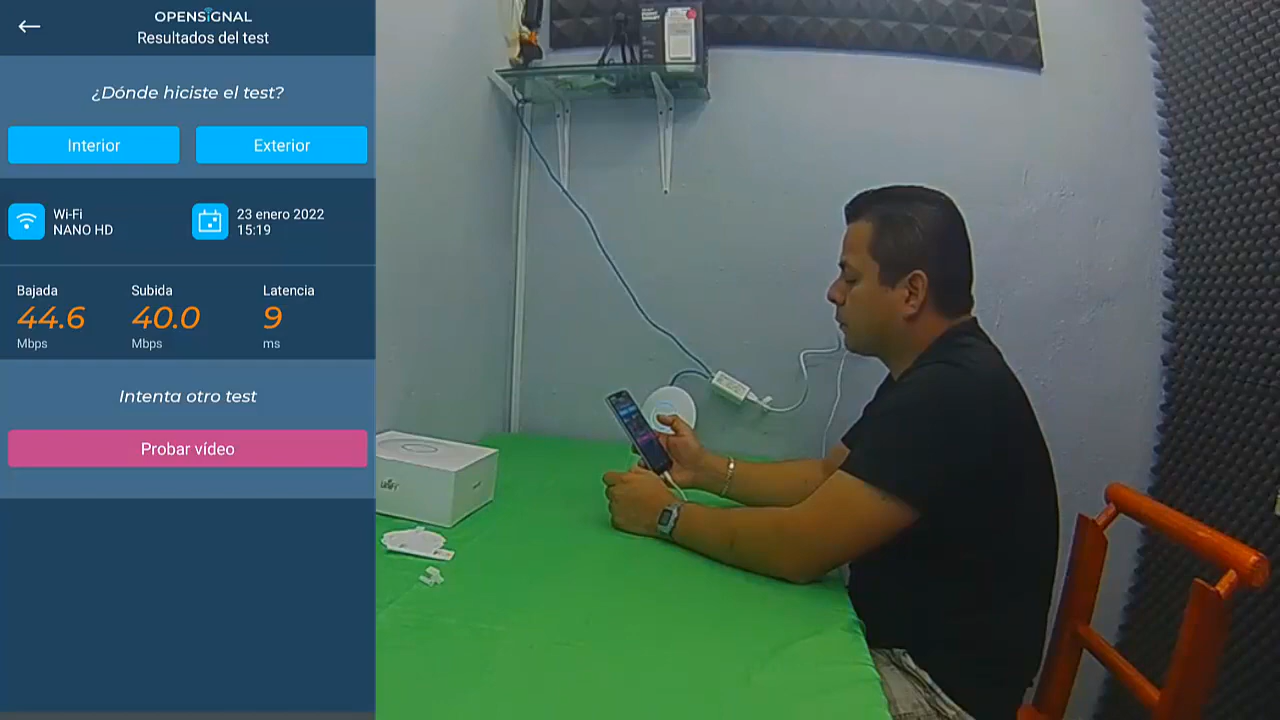 OPENSIGNAL
Resultados del test
¿Dónde hiciste el test?
Interior
Exterior
Wi-Fi
NANO HD
23 enero 2022
15:19
Bajada
Subida
Latencia
44.6
40.0
9
Mbps
Mbps
ms
Intenta otro test
Probar vídeo
UniFi